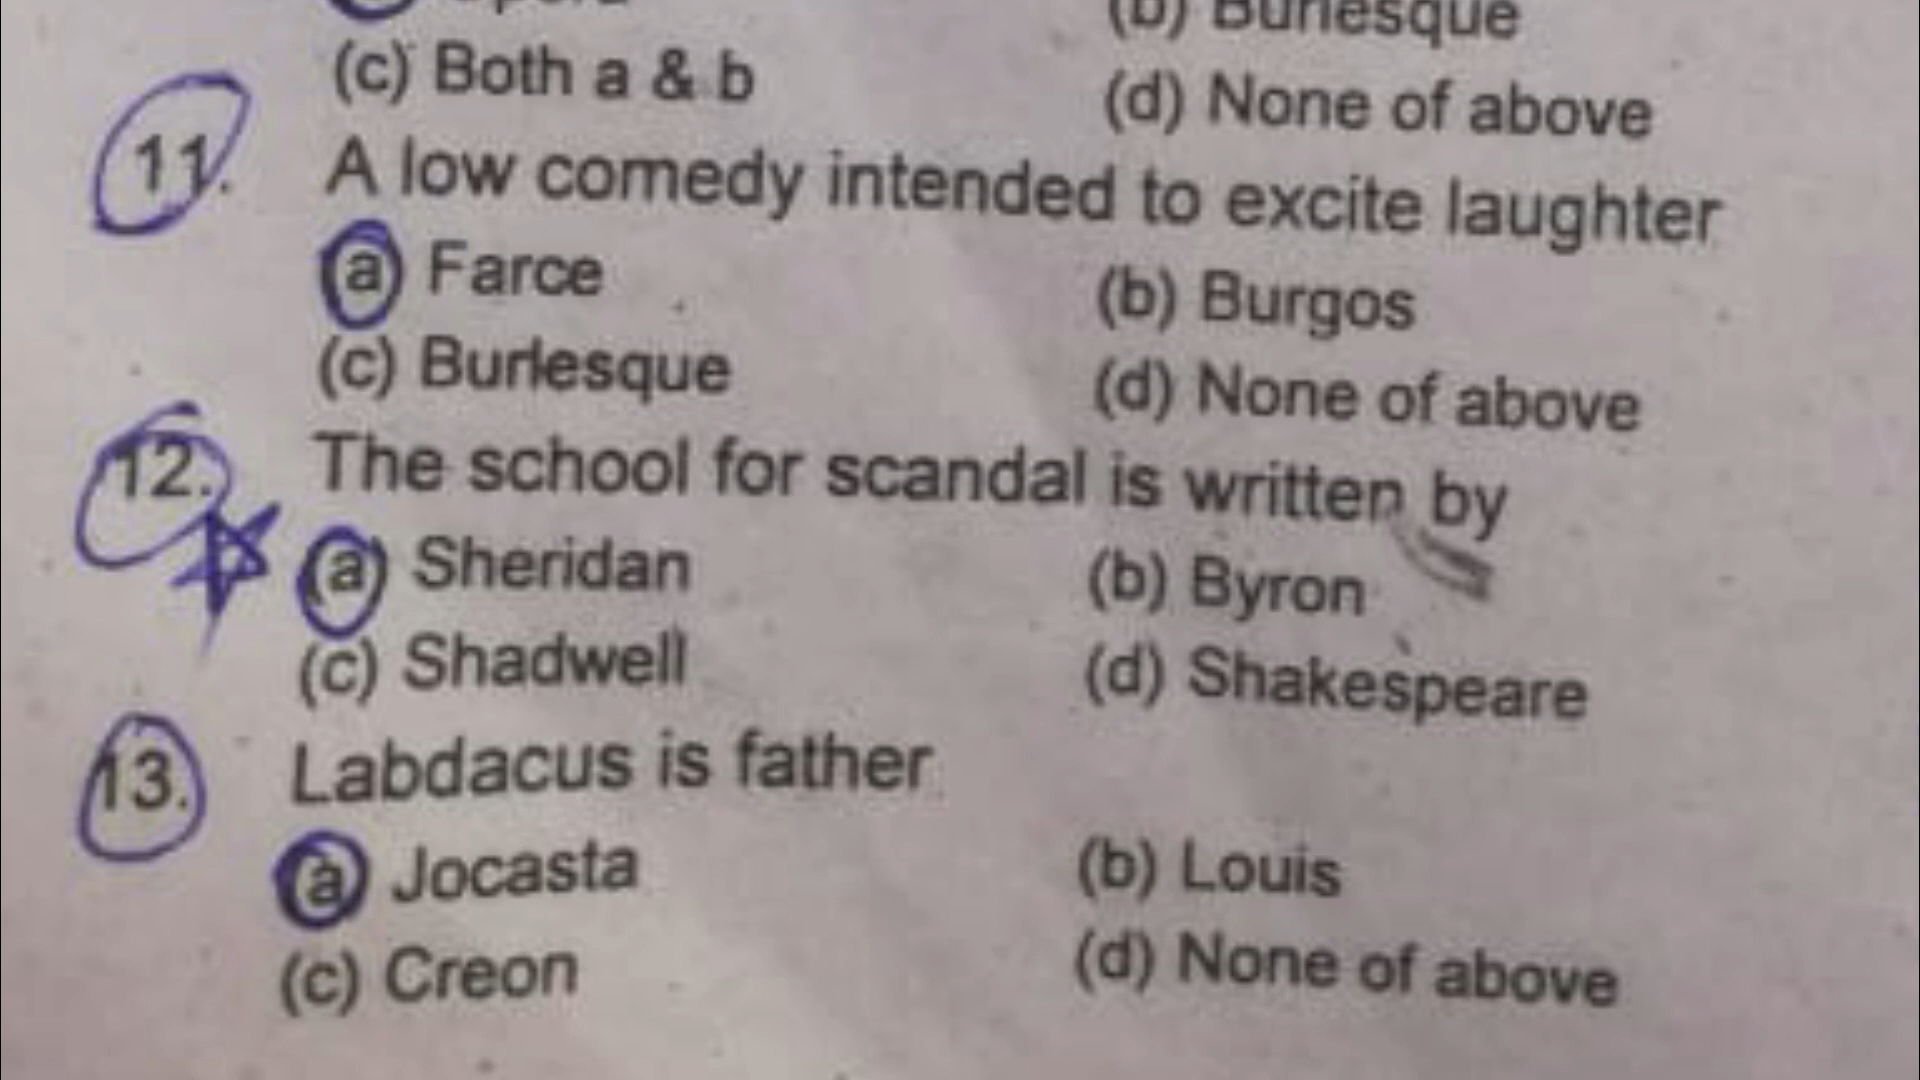 (b) Burlesque
(c) Both a & b
(d) None of above
11. A low comedy intended to excite laughter
(a) Farce
(b) Burgos
(c) Burlesque
(d) None of above
12. The school for scandal is written by
(a) Sheridan
(b) Byron
(c) Shadwell
(d) Shakespeare
13. Labdacus is father
(a) Jocasta
(b) Louis
(c) Creon
(d) None of above